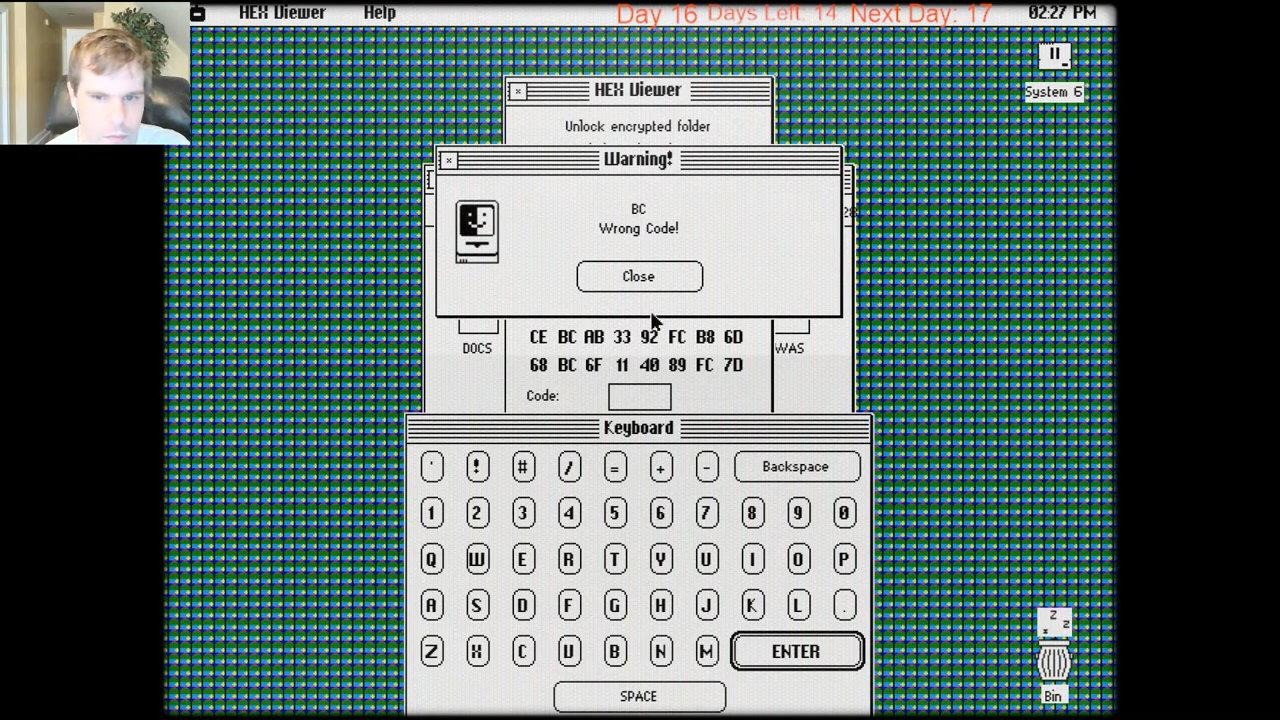 HEX Viewer Help Day 16 Days Left: 14 Next Day: 17 02:27 PM
System 6
HEX Viewer
Unlock encrypted folder
Warning!
BC
Wrong Code!
Close
CE BC AB 33 92 FC B8 6D
DOCS
WAS
68 BC 6F 11 40 89 FC 7D
Code:
Keyboard
' ! # / = + - Backspace
1 2 3 4 5 6 7 8 9 0
Q W E R T Y U I O P
A S D F G H J K L .
Z X C V B N M ENTER
SPACE
Z Z z
Bin